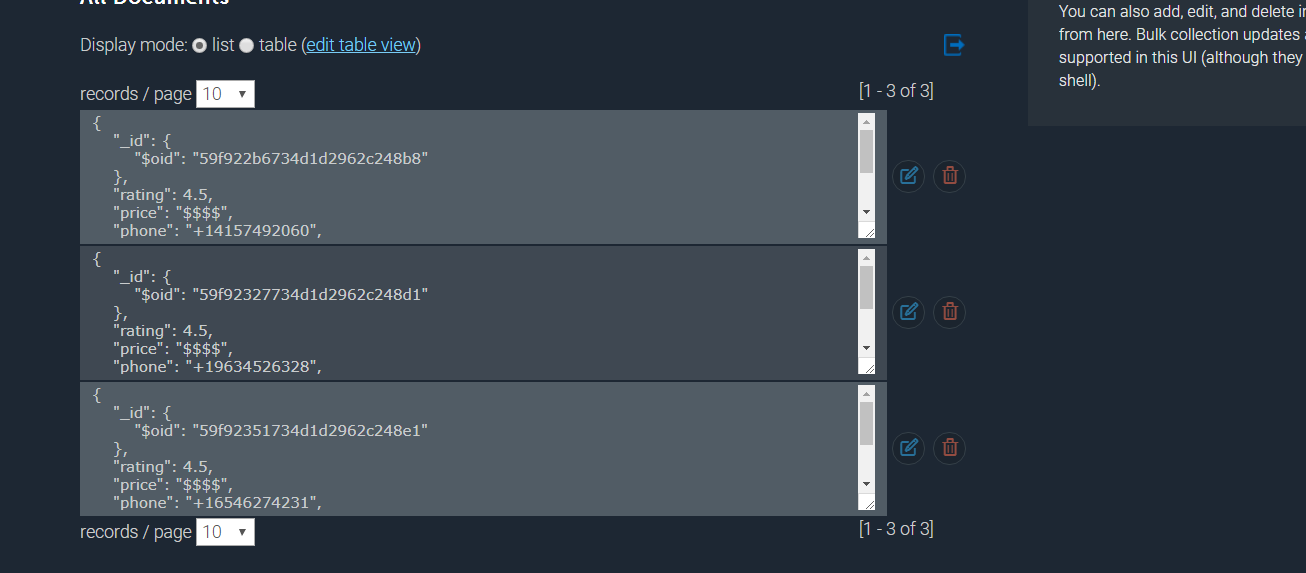 All Documents
Display mode: list table (edit table view)
records / page 10
[1 - 3 of 3]
{
"_id": {
"$oid": "59f922b6734d1d2962c248b8"
},
"rating": 4.5,
"price": "$$$$",
"phone": "+14157492060",
{
"_id": {
"$oid": "59f92327734d1d2962c248d1"
},
"rating": 4.5,
"price": "$$$$",
"phone": "+19634526328",
{
"_id": {
"$oid": "59f92351734d1d2962c248e1"
},
"rating": 4.5,
"price": "$$$$",
"phone": "+16546274231",
records / page 10
[1 - 3 of 3]
You can also add, edit, and delete
from here. Bulk collection updates
supported in this UI (although they
shell).